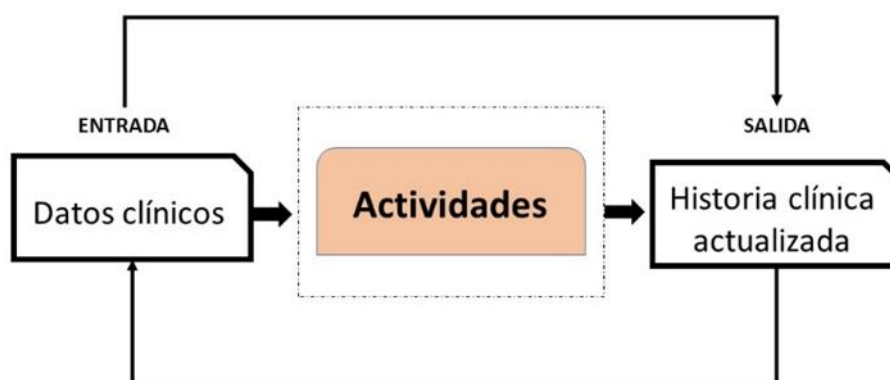 ENTRADA
SALIDA
Datos clínicos
Actividades
Historia clínica
actualizada